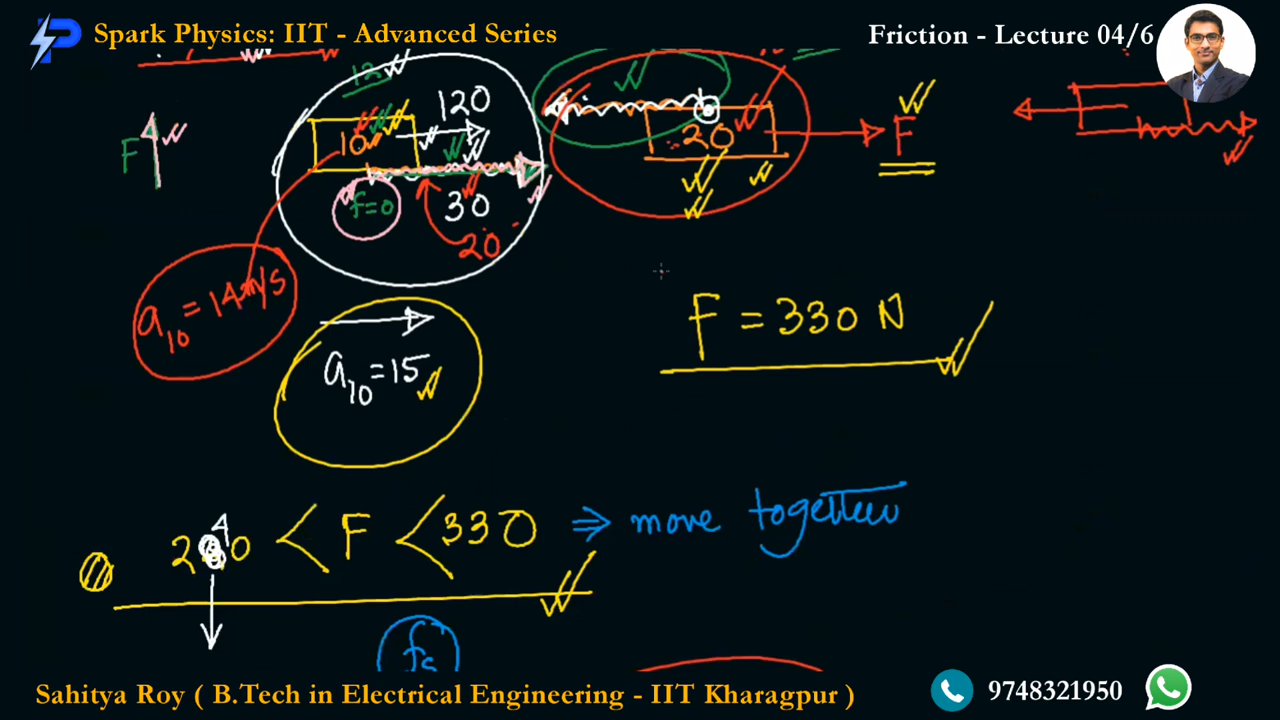 Spark Physics: IIT - Advanced Series
Friction - Lecture 04/6
12
120
F
10
20
F
f=0
30
20
a10 = 14 m/s
F = 330 N
a10 = 15
< F < 330 ⇒ move together
fs
Sahitya Roy ( B.Tech in Electrical Engineering - IIT Kharagpur )
9748321950